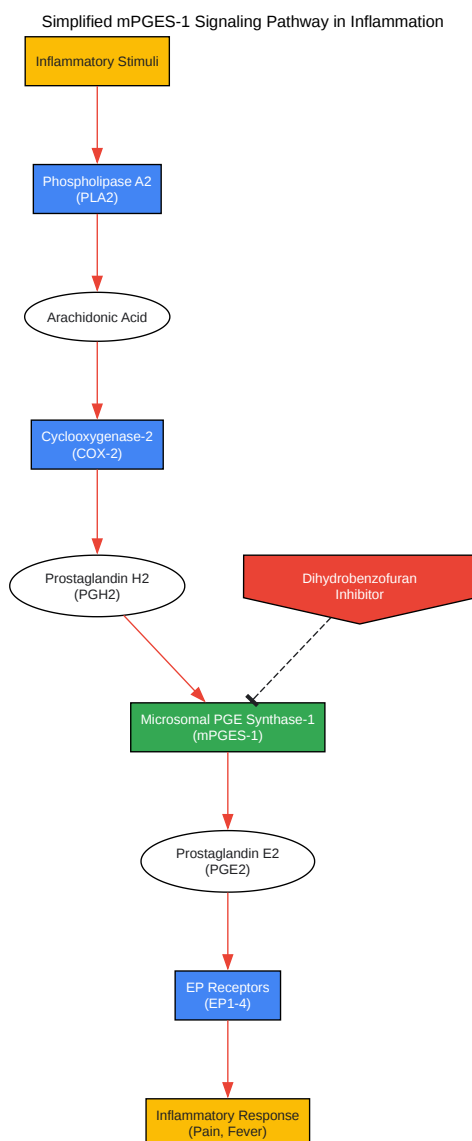 Simplified mPGES-1 Signaling Pathway in Inflammation
Inflammatory Stimuli
Phospholipase A2
(PLA2)
Arachidonic Acid
Cyclooxygenase-2
(COX-2)
Prostaglandin H2
(PGH2)
Dihydrobenzofuran
Inhibitor
Microsomal PGE Synthase-1
(mPGES-1)
Prostaglandin E2
(PGE2)
EP Receptors
(EP1-4)
Inflammatory Response
(Pain, Fever)